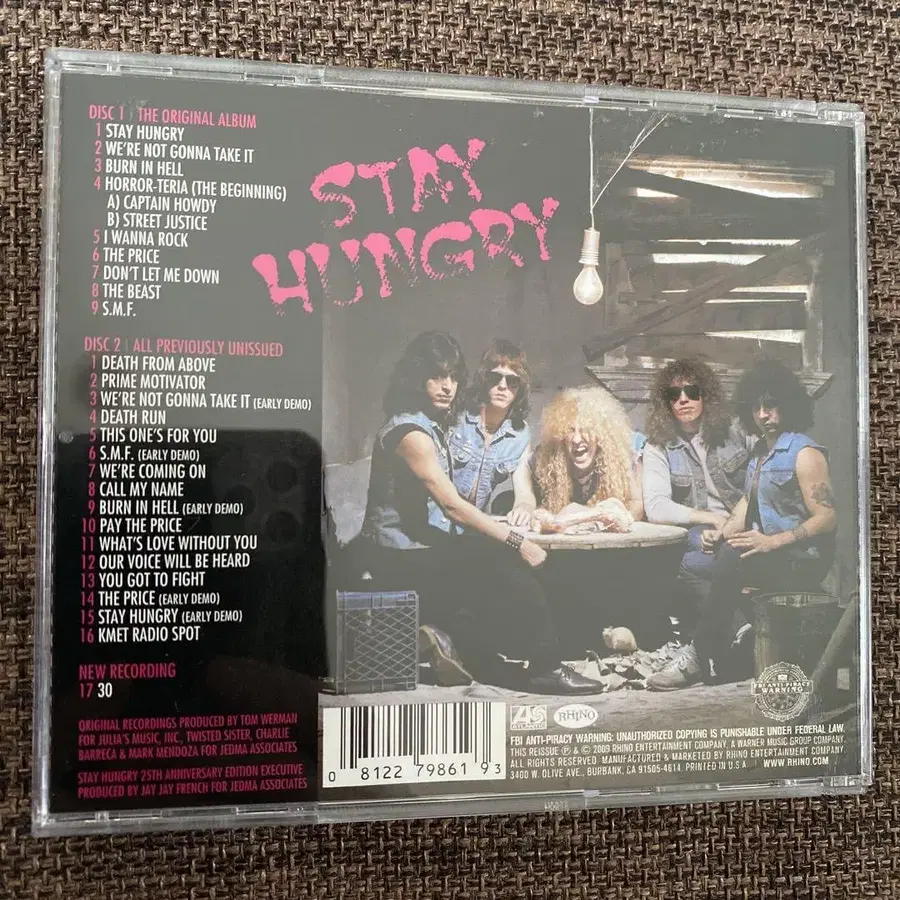 DISC 1 | THE ORIGINAL ALBUM
1 STAY HUNGRY
2 WE'RE NOT GONNA TAKE IT
3 BURN IN HELL
4 HORROR-TERIA (THE BEGINNING)
A) CAPTAIN HOWDY
B) STREET JUSTICE
5 I WANNA ROCK
6 THE PRICE
7 DON'T LET ME DOWN
8 THE BEAST
9 S.M.F.
DISC 2 | ALL PREVIOUSLY UNISSUED
1 DEATH FROM ABOVE
2 PRIME MOTIVATOR
3 WE'RE NOT GONNA TAKE IT (EARLY DEMO)
4 DEATH RUN
5 THIS ONE'S FOR YOU
6 S.M.F. (EARLY DEMO)
7 WE'RE COMING ON
8 CALL MY NAME
9 BURN IN HELL (EARLY DEMO)
10 PAY THE PRICE
11 WHAT'S LOVE WITHOUT YOU
12 OUR VOICE WILL BE HEARD
13 YOU GOT TO FIGHT
14 THE PRICE (EARLY DEMO)
15 STAY HUNGRY (EARLY DEMO)
16 KMET RADIO SPOT
NEW RECORDING
17 30
ORIGINAL RECORDINGS PRODUCED BY TOM WERMAN
FOR JULIA'S MUSIC, INC., TWISTED SISTER, CHARLIE
BARRECA & MARK MENDOZA FOR JEDMA ASSOCIATES
STAY HUNGRY 25TH ANNIVERSARY EDITION EXECUTIVE
PRODUCED BY JAY JAY FRENCH FOR JEDMA ASSOCIATES
STAY
HUNGRY
0 81227 98619 3
ATLANTIC
RHINO
FBI ANTI-PIRACY
WARNING
FBI ANTI-PIRACY WARNING: UNAUTHORIZED COPYING IS PUNISHABLE UNDER FEDERAL LAW.
THIS REISSUE ℗ & © 2009 RHINO ENTERTAINMENT COMPANY, A WARNER MUSIC GROUP COMPANY.
ALL RIGHTS RESERVED. MANUFACTURED & MARKETED BY RHINO ENTERTAINMENT COMPANY,
3400 W. OLIVE AVE., BURBANK, CA 91505-4614. PRINTED IN U.S.A. WWW.RHINO.COM